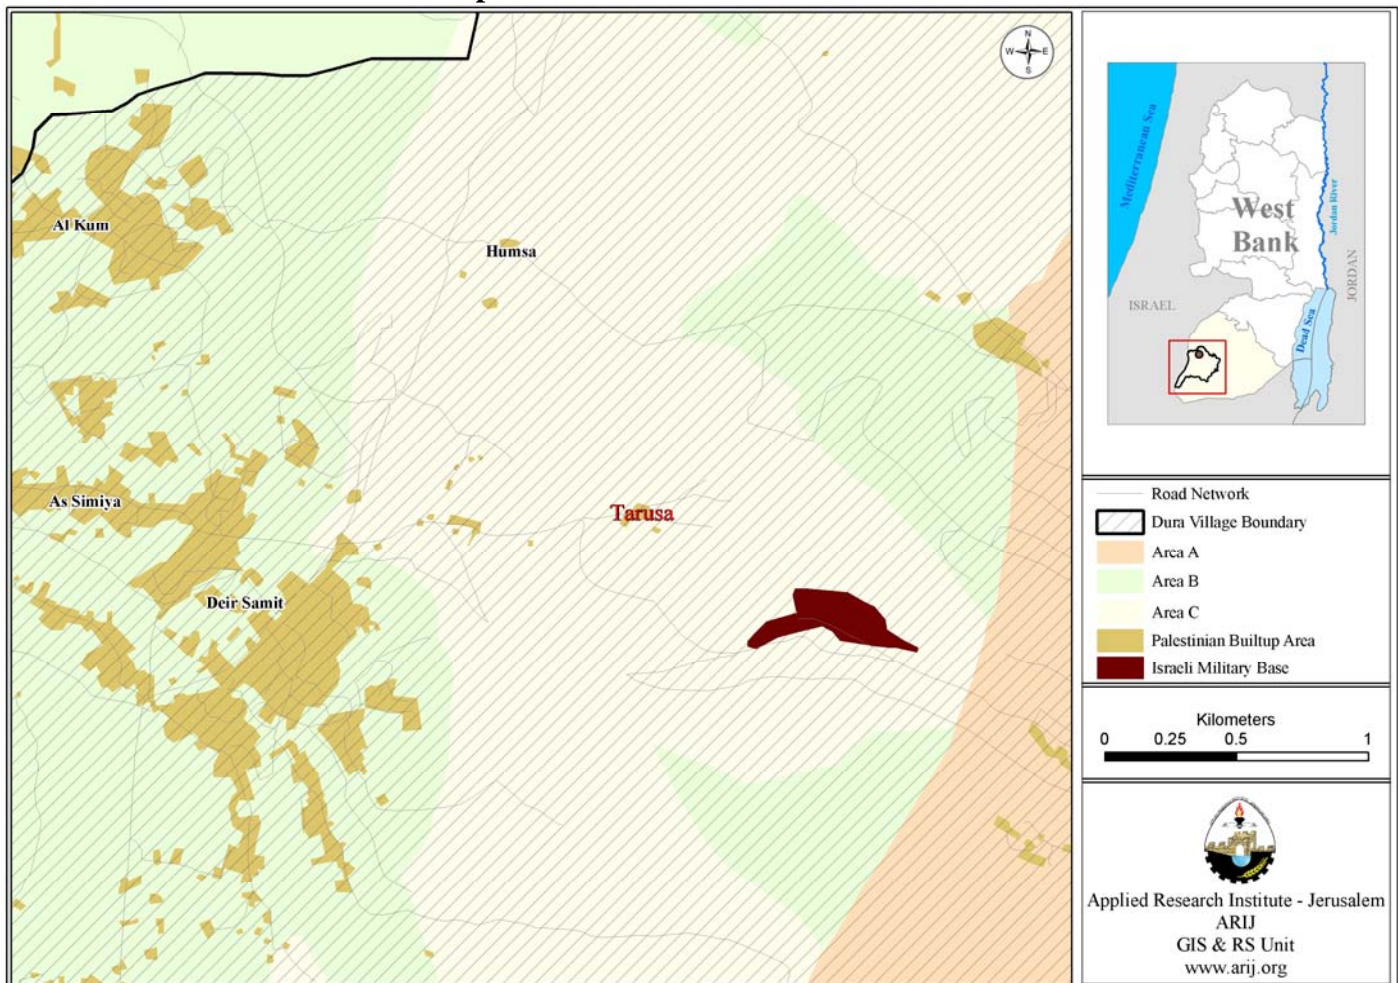 N
W E
S
Al Kum
Humsa
As Simiya
Tarusa
Deir Samit
Mediterranean Sea
West
Bank
Jordan River
JORDAN
ISRAEL
Dead Sea
Road Network
Dura Village Boundary
Area A
Area B
Area C
Palestinian Builtup Area
Israeli Military Base
Kilometers
0 0.25 0.5 1
Applied Research Institute - Jerusalem
ARIJ
GIS & RS Unit
www.arij.org